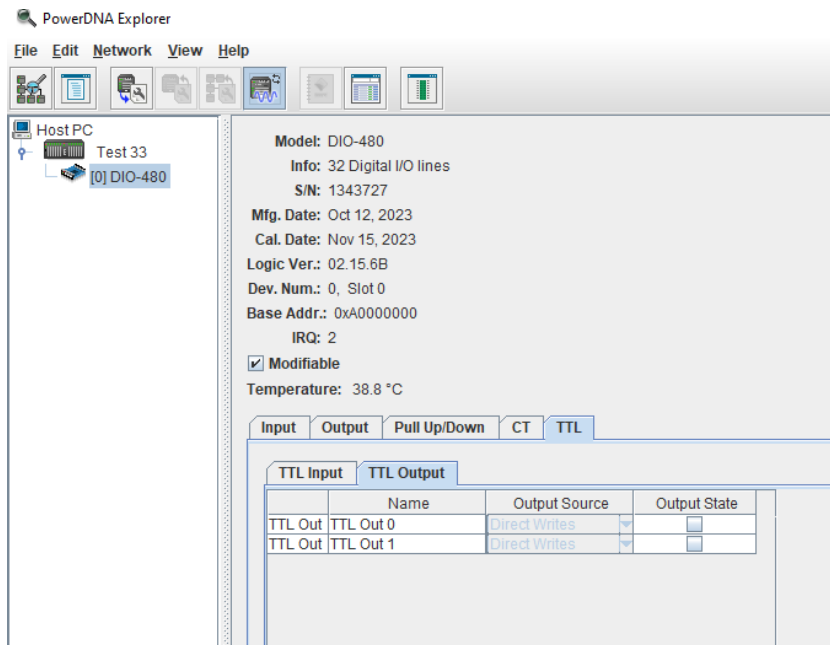 PowerDNA Explorer
File Edit Network View Help
Host PC
Test 33
[0] DIO-480
Model: DIO-480
Info: 32 Digital I/O lines
S/N: 1343727
Mfg. Date: Oct 12, 2023
Cal. Date: Nov 15, 2023
Logic Ver.: 02.15.6B
Dev. Num.: 0, Slot 0
Base Addr.: 0xA0000000
IRQ: 2
Modifiable
Temperature: 38.8 °C
Input Output Pull Up/Down CT TTL
TTL Input TTL Output
Name Output Source Output State
TTL Out TTL Out 0 Direct Writes
TTL Out TTL Out 1 Direct Writes